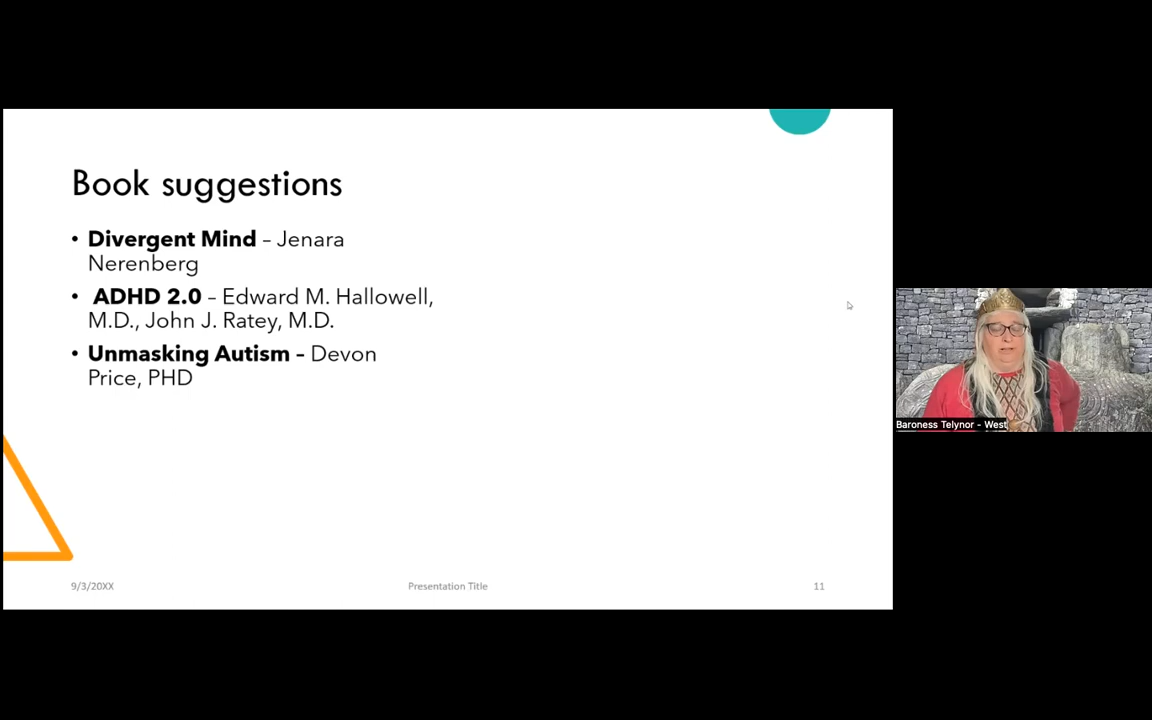 Book suggestions
• Divergent Mind – Jenara
Nerenberg
• ADHD 2.0 – Edward M. Hallowell,
M.D., John J. Ratey, M.D.
• Unmasking Autism – Devon
Price, PHD
9/3/20XX
Presentation Title
11
Baroness Telynor - West